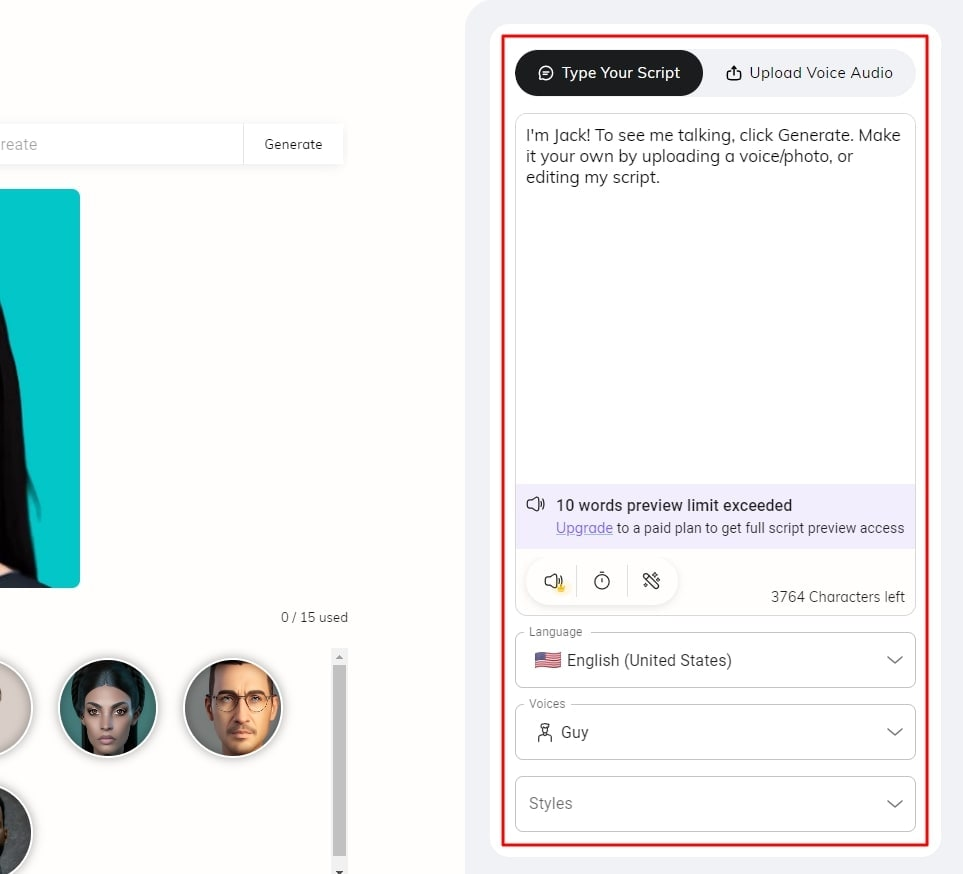 reate
Generate
0 / 15 used
Type Your Script
Upload Voice Audio
I'm Jack! To see me talking, click Generate. Make
it your own by uploading a voice/photo, or
editing my script.
10 words preview limit exceeded
Upgrade to a paid plan to get full script preview access
3764 Characters left
Language
English (United States)
Voices
Guy
Styles